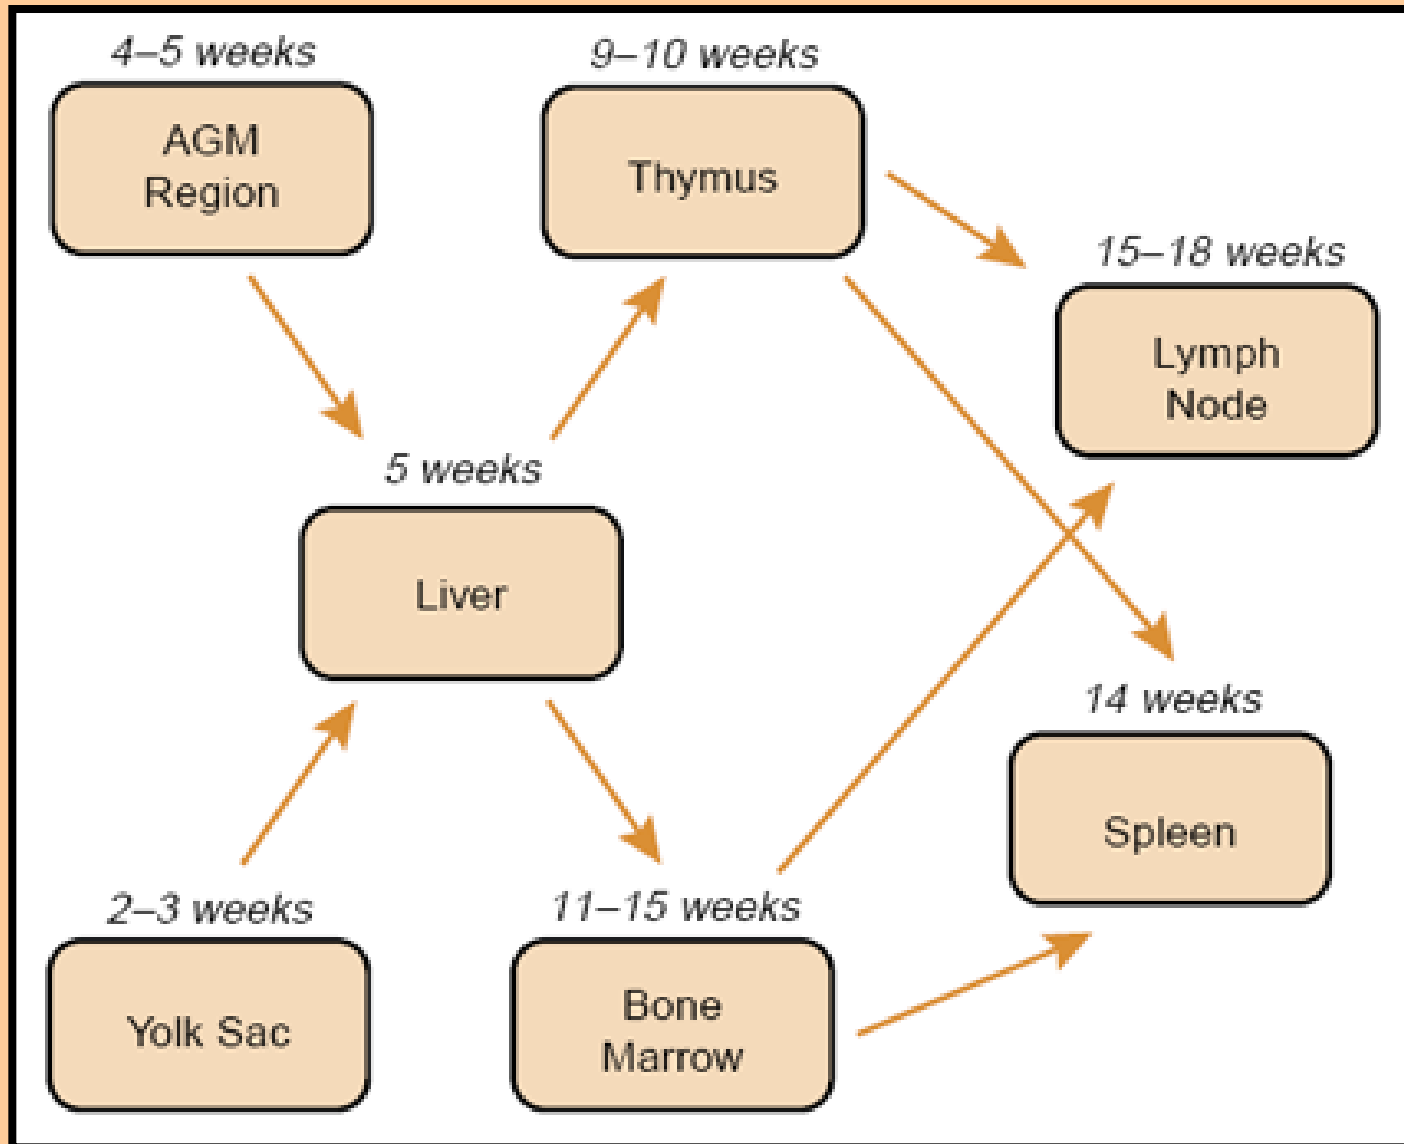 4–5 weeks
AGM
Region
9–10 weeks
Thymus
15–18 weeks
Lymph
Node
5 weeks
Liver
14 weeks
Spleen
2–3 weeks
Yolk Sac
11–15 weeks
Bone
Marrow